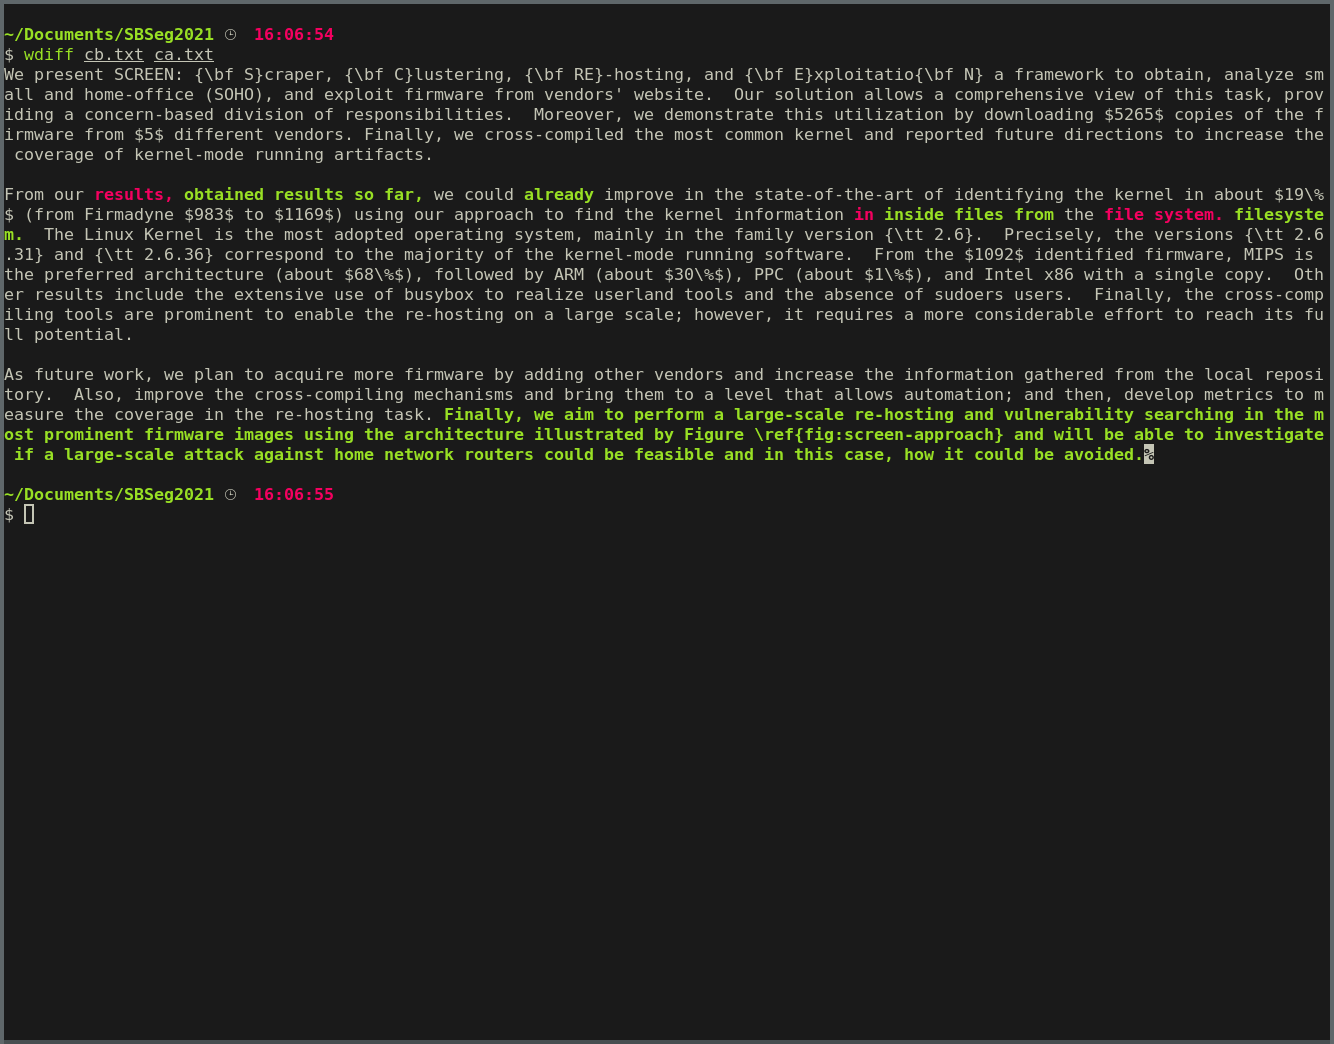 ~/Documents/SBSeg2021 16:06:54
$ wdiff cb.txt ca.txt
We present SCREEN: {\bf S}craper, {\bf C}lustering, {\bf RE}-hosting, and {\bf E}xploitatio{\bf N} a framework to obtain, analyze sm
all and home-office (SOHO), and exploit firmware from vendors' website.  Our solution allows a comprehensive view of this task, prov
iding a concern-based division of responsibilities.  Moreover, we demonstrate this utilization by downloading $5265$ copies of the f
irmware from $5$ different vendors. Finally, we cross-compiled the most common kernel and reported future directions to increase the
 coverage of kernel-mode running artifacts.

From our results, obtained results so far, we could already improve in the state-of-the-art of identifying the kernel in about $19\%
$ (from Firmadyne $983$ to $1169$) using our approach to find the kernel information in inside files from the file system. filesyste
m.  The Linux Kernel is the most adopted operating system, mainly in the family version {\tt 2.6}.  Precisely, the versions {\tt 2.6
.31} and {\tt 2.6.36} correspond to the majority of the kernel-mode running software.  From the $1092$ identified firmware, MIPS is
the preferred architecture (about $68\%$), followed by ARM (about $30\%$), PPC (about $1\%$), and Intel x86 with a single copy.  Oth
er results include the extensive use of busybox to realize userland tools and the absence of sudoers users.  Finally, the cross-comp
iling tools are prominent to enable the re-hosting on a large scale; however, it requires a more considerable effort to reach its fu
ll potential.

As future work, we plan to acquire more firmware by adding other vendors and increase the information gathered from the local reposi
tory.  Also, improve the cross-compiling mechanisms and bring them to a level that allows automation; and then, develop metrics to m
easure the coverage in the re-hosting task. Finally, we aim to perform a large-scale re-hosting and vulnerability searching in the m
ost prominent firmware images using the architecture illustrated by Figure \ref{fig:screen-approach} and will be able to investigate
 if a large-scale attack against home network routers could be feasible and in this case, how it could be avoided.%

~/Documents/SBSeg2021 16:06:55
$